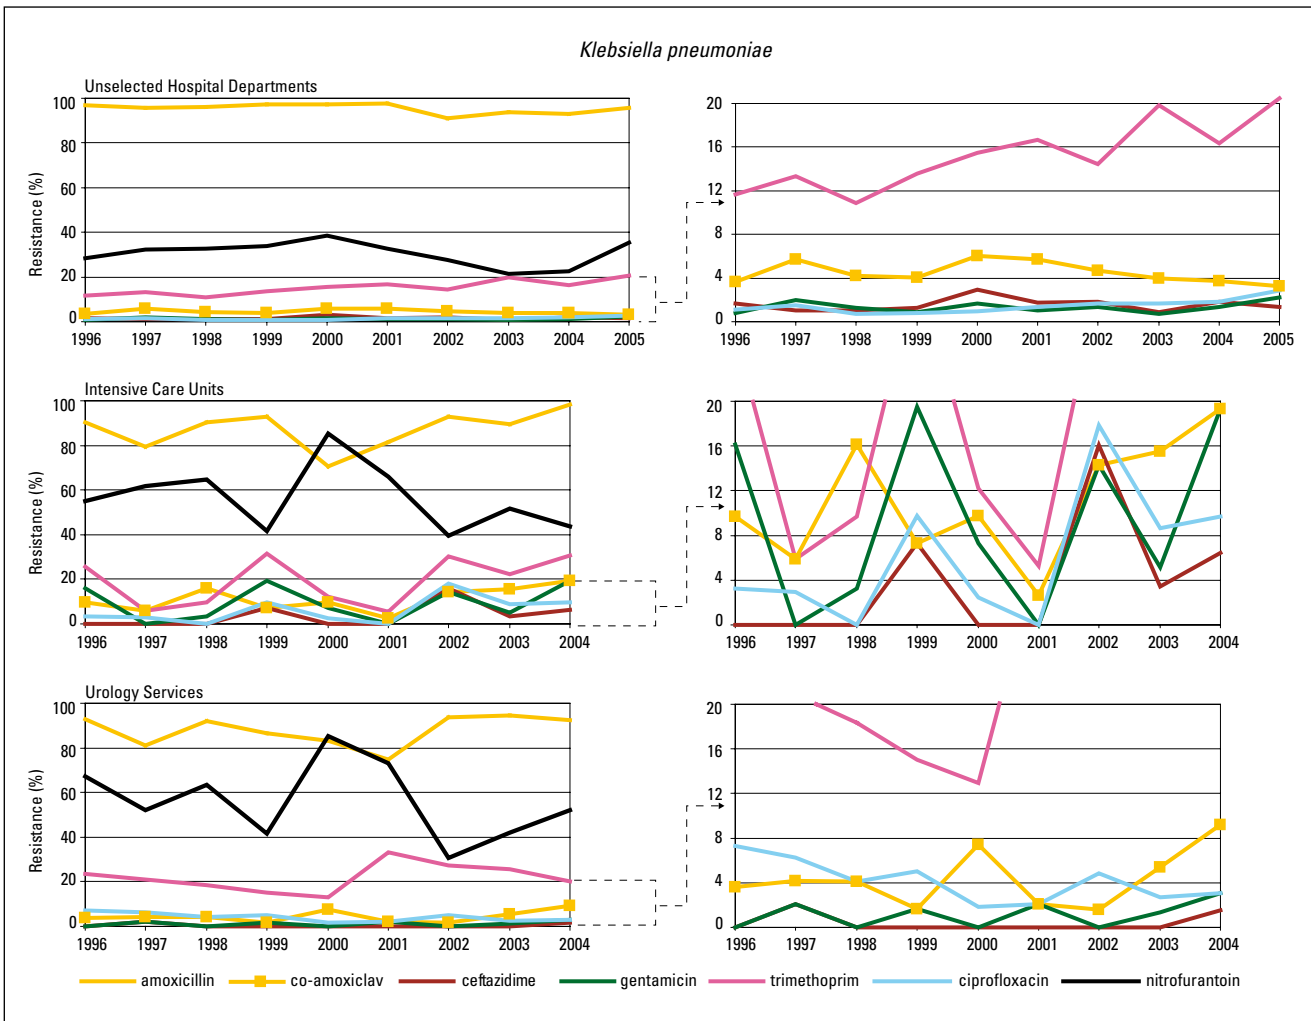 Klebsiella pneumoniae
Unselected Hospital Departments
Resistance (%)
100
80
60
40
20
0
1996 1997 1998 1999 2000 2001 2002 2003 2004 2005
20
16
12
8
4
0
1996 1997 1998 1999 2000 2001 2002 2003 2004 2005
Intensive Care Units
Resistance (%)
100
80
60
40
20
0
1996 1997 1998 1999 2000 2001 2002 2003 2004
20
16
12
8
4
0
1996 1997 1998 1999 2000 2001 2002 2003 2004
Urology Services
Resistance (%)
100
80
60
40
20
0
1996 1997 1998 1999 2000 2001 2002 2003 2004
20
16
12
8
4
0
1996 1997 1998 1999 2000 2001 2002 2003 2004
amoxicillin co-amoxiclav ceftazidime gentamicin trimethoprim ciprofloxacin nitrofurantoin